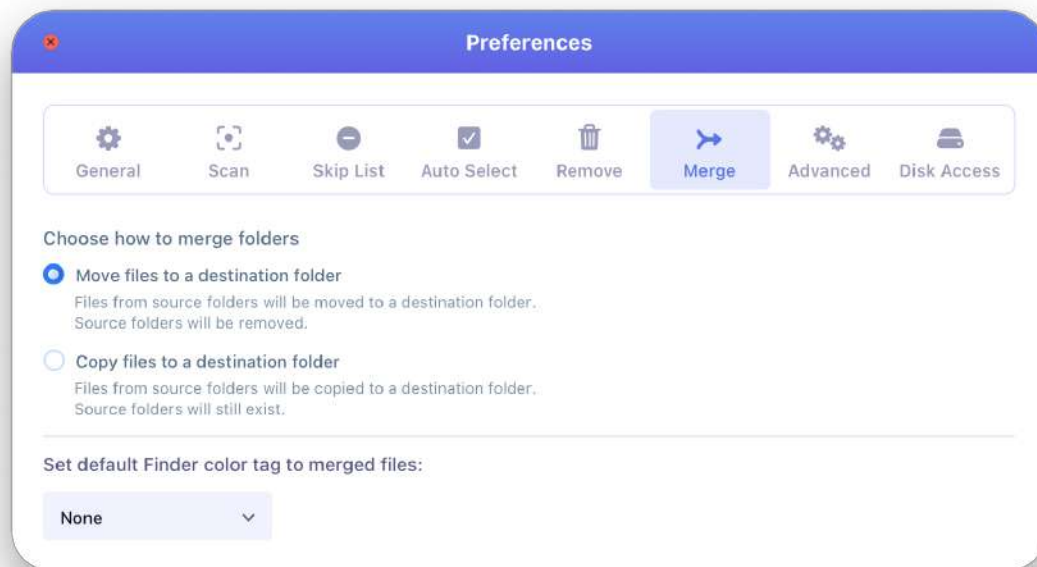 Preferences
General
Scan
Skip List
Auto Select
Remove
Merge
Advanced
Disk Access
Choose how to merge folders
Move files to a destination folder
Files from source folders will be moved to a destination folder.
Source folders will be removed.
Copy files to a destination folder
Files from source folders will be copied to a destination folder.
Source folders will still exist.
Set default Finder color tag to merged files:
None